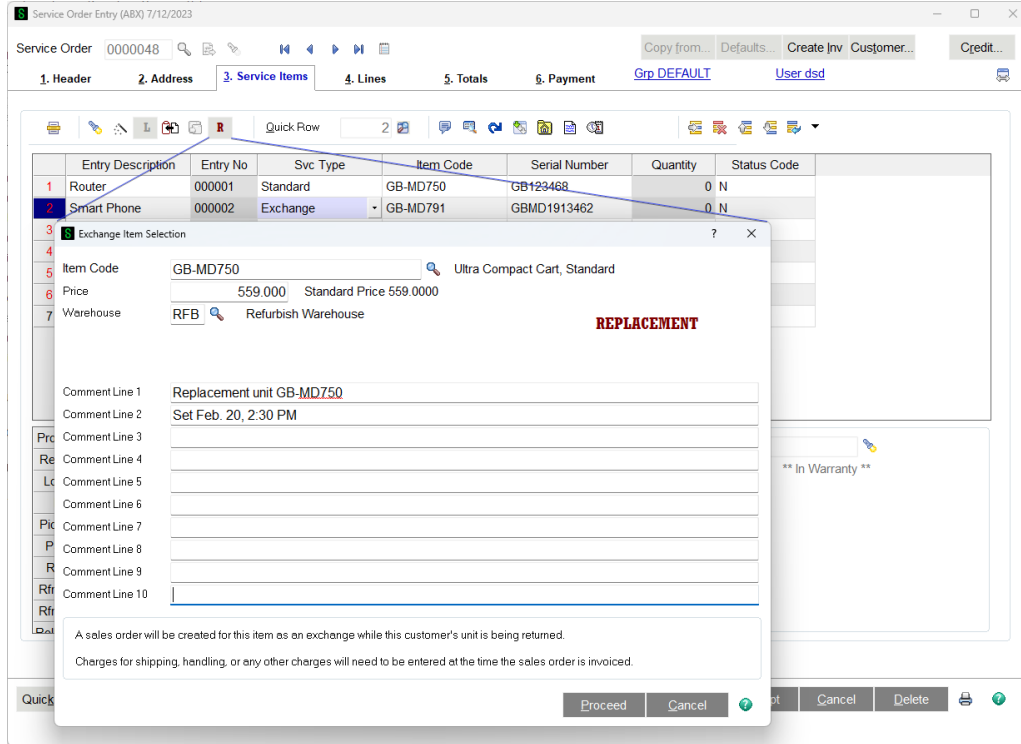 S Service Order Entry (ABX) 7/12/2023
Service Order 0000048 Copy from... Defaults... Create Inv Customer... Credit...
1. Header 2. Address 3. Service Items 4. Lines 5. Totals 6. Payment Grp DEFAULT User dsd
L R Quick Row 2
Entry Description Entry No Svc Type Item Code Serial Number Quantity Status Code
1 Router 000001 Standard GB-MD750 GB123468 0 N
2 Smart Phone 000002 Exchange GB-MD791 GBMD1913462 0 N
3
4
5
6
7
S Exchange Item Selection ?
Item Code GB-MD750 Ultra Compact Cart, Standard
Price 559.000 Standard Price 559.0000
Warehouse RFB Refurbish Warehouse
REPLACEMENT
Comment Line 1 Replacement unit GB-MD750
Comment Line 2 Set Feb. 20, 2:30 PM
Comment Line 3
Comment Line 4
Comment Line 5
Comment Line 6
Comment Line 7
Comment Line 8
Comment Line 9
Comment Line 10
** In Warranty **
A sales order will be created for this item as an exchange while this customer's unit is being returned.
Charges for shipping, handling, or any other charges will need to be entered at the time the sales order is invoiced.
Proceed Cancel ?
Quick Cancel Delete ?